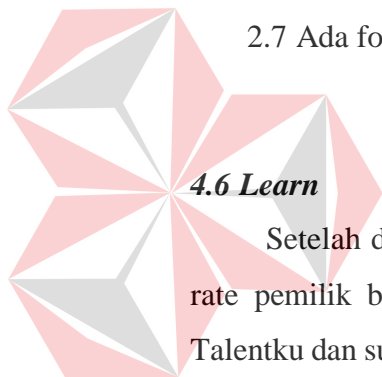 2.7 Ada fo
4.6 Learn
Setelah d
rate pemilik b
Talentku dan su